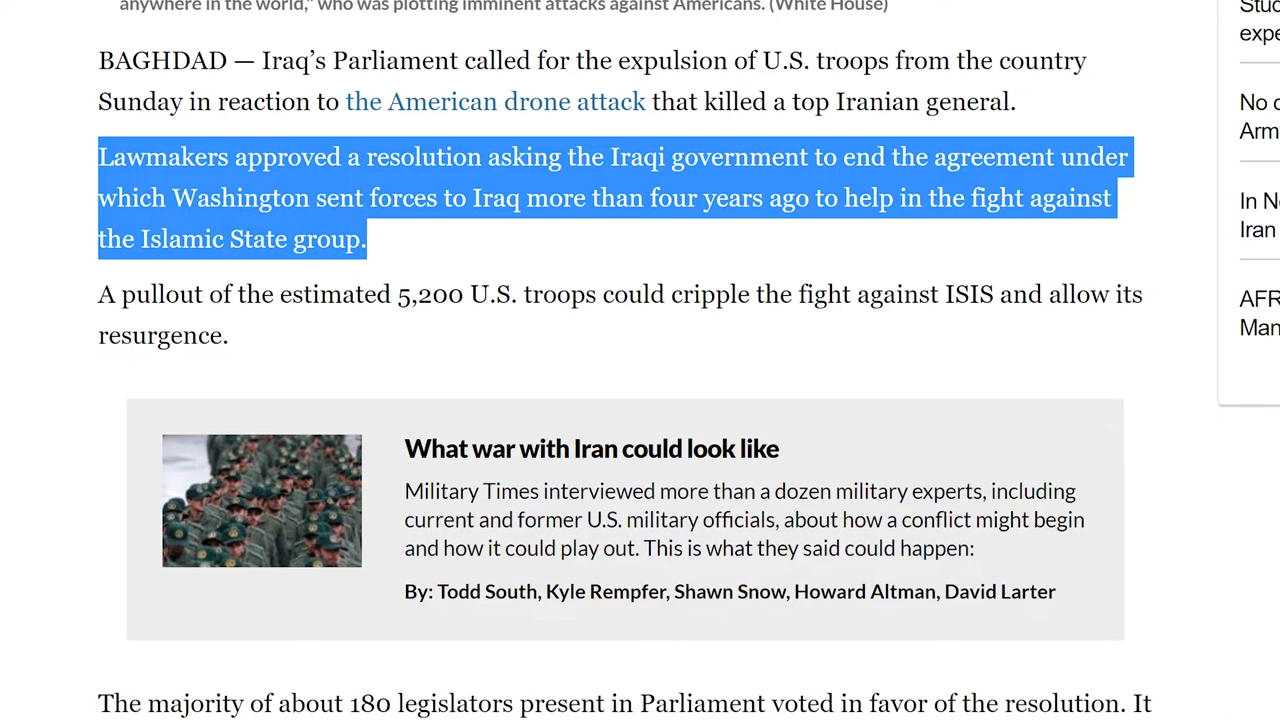 anywhere in the world," who was plotting imminent attacks against Americans. (White House)
BAGHDAD — Iraq’s Parliament called for the expulsion of U.S. troops from the country
Sunday in reaction to the American drone attack that killed a top Iranian general.
Lawmakers approved a resolution asking the Iraqi government to end the agreement under
which Washington sent forces to Iraq more than four years ago to help in the fight against
the Islamic State group.
A pullout of the estimated 5,200 U.S. troops could cripple the fight against ISIS and allow its
resurgence.
What war with Iran could look like
Military Times interviewed more than a dozen military experts, including
current and former U.S. military officials, about how a conflict might begin
and how it could play out. This is what they said could happen:
By: Todd South, Kyle Rempfer, Shawn Snow, Howard Altman, David Larter
The majority of about 180 legislators present in Parliament voted in favor of the resolution. It
No
In
Iran